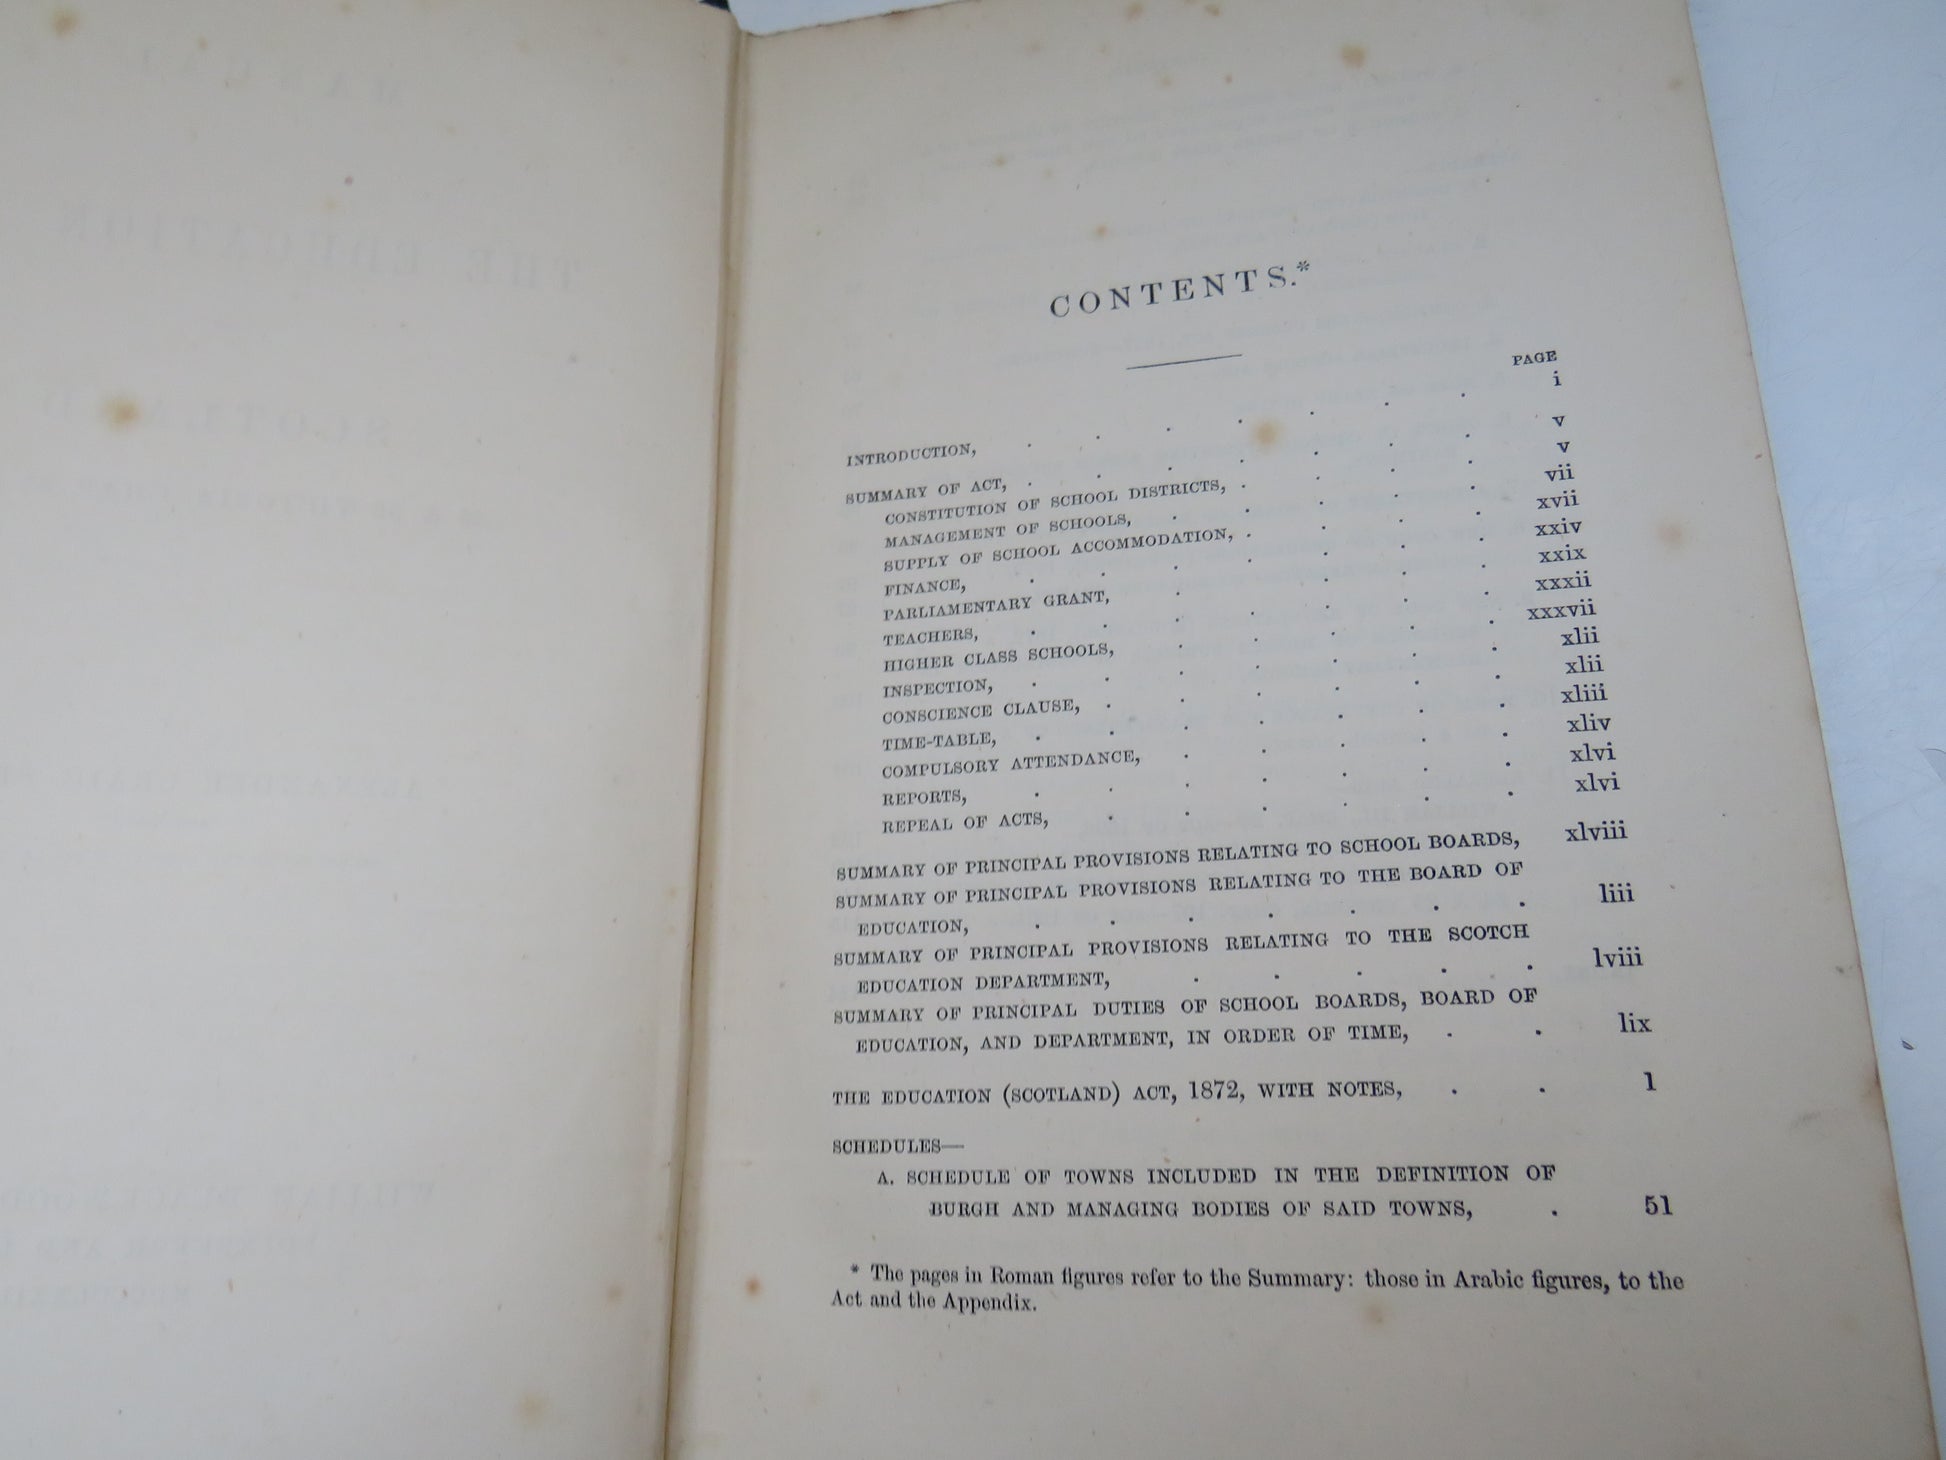 CONTENTS.*
PAGE
INTRODUCTION, . . . . . . . i
SUMMARY OF ACT, . . . . . . . v
CONSTITUTION OF SCHOOL DISTRICTS, . . . . v
MANAGEMENT OF SCHOOLS, . . . . . vii
SUPPLY OF SCHOOL ACCOMMODATION, . . . . xvii
FINANCE, . . . . . . . xxiv
PARLIAMENTARY GRANT, . . . . . xxix
TEACHERS, . . . . . . . xxxii
HIGHER CLASS SCHOOLS, . . . . . xxxvii
INSPECTION, . . . . . . . xlii
CONSCIENCE CLAUSE, . . . . . . xlii
TIME-TABLE, . . . . . . . xliii
COMPULSORY ATTENDANCE, . . . . . xliv
REPORTS, . . . . . . . xlvi
REPEAL OF ACTS, . . . . . . xlvi
SUMMARY OF PRINCIPAL PROVISIONS RELATING TO SCHOOL BOARDS, xlviii
SUMMARY OF PRINCIPAL PROVISIONS RELATING TO THE BOARD OF
EDUCATION, . . . . . . . liii
SUMMARY OF PRINCIPAL PROVISIONS RELATING TO THE SCOTCH
EDUCATION DEPARTMENT, . . . . . lviii
SUMMARY OF PRINCIPAL DUTIES OF SCHOOL BOARDS, BOARD OF
EDUCATION, AND DEPARTMENT, IN ORDER OF TIME, . . lix
THE EDUCATION (SCOTLAND) ACT, 1872, WITH NOTES, . . 1
SCHEDULES—
A. SCHEDULE OF TOWNS INCLUDED IN THE DEFINITION OF
BURGH AND MANAGING BODIES OF SAID TOWNS, . 51
* The pages in Roman figures refer to the Summary: those in Arabic figures, to the
Act and the Appendix.